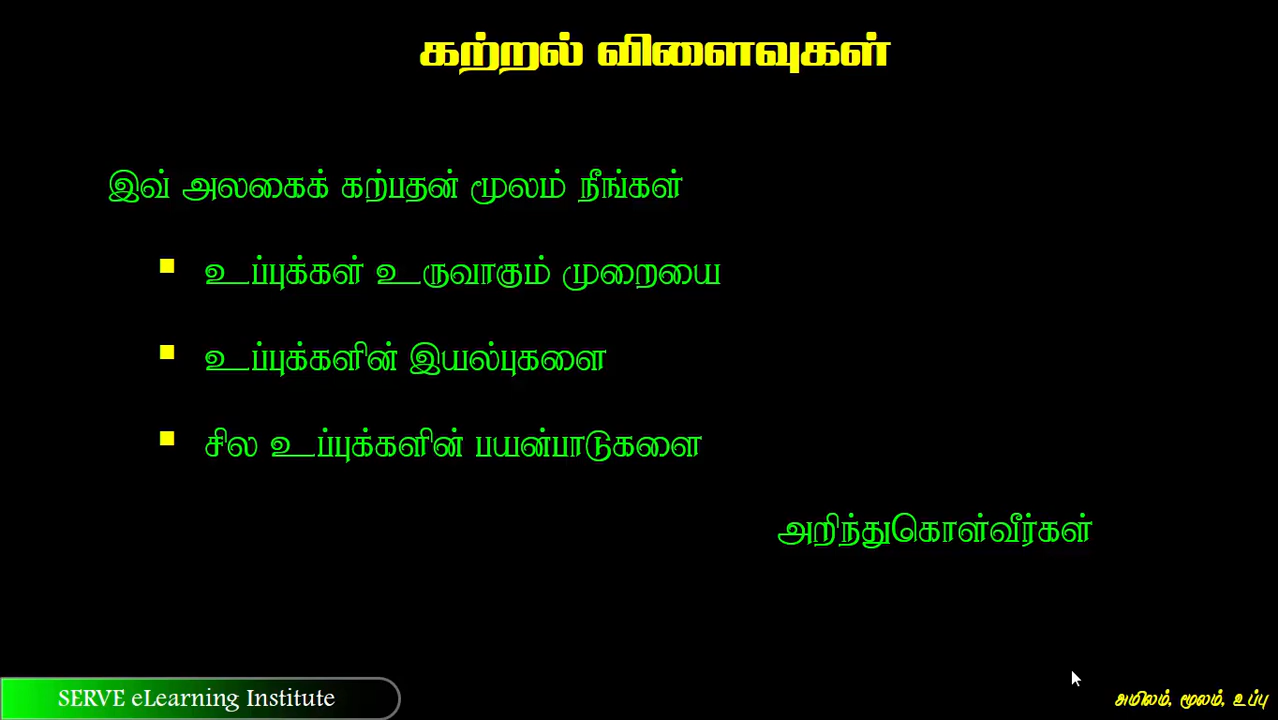 கற்றல் விளைவுகள்
இவ் அலகைக் கற்பதன் மூலம் நீங்கள்
உப்புக்கள் உருவாகும் முறையை
உப்புக்களின் இயல்புகளை
சில உப்புக்களின் பயன்பாடுகளை
அறிந்துகொள்வீர்கள்
SERVE eLearning Institute
அமிலம், மூலம், உப்பு